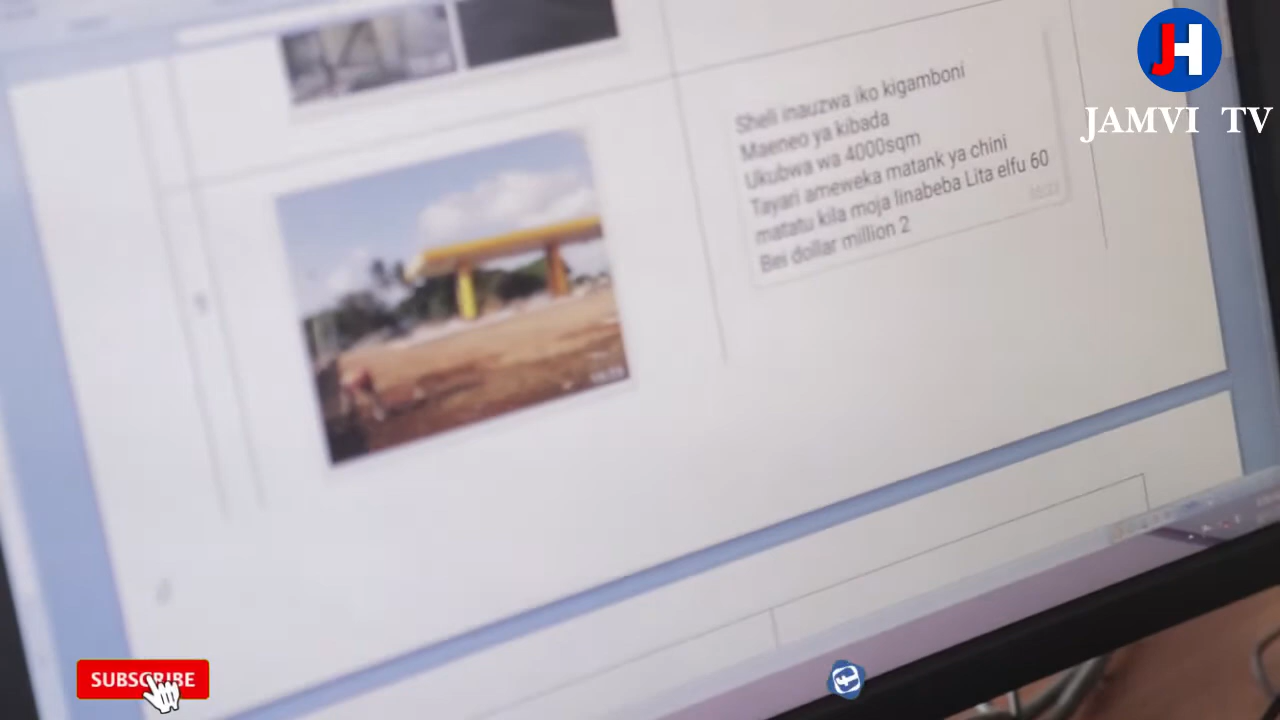 JH
JAMVI TV
Sheli inauzwa iko kigamboni
Maeneo ya kibada
Ukubwa wa 4000sqm
Tayari ameweka matank ya chini
matatu kila moja linabeba Lita elfu 60
Bei dollar million 2
SUBSCRIBE